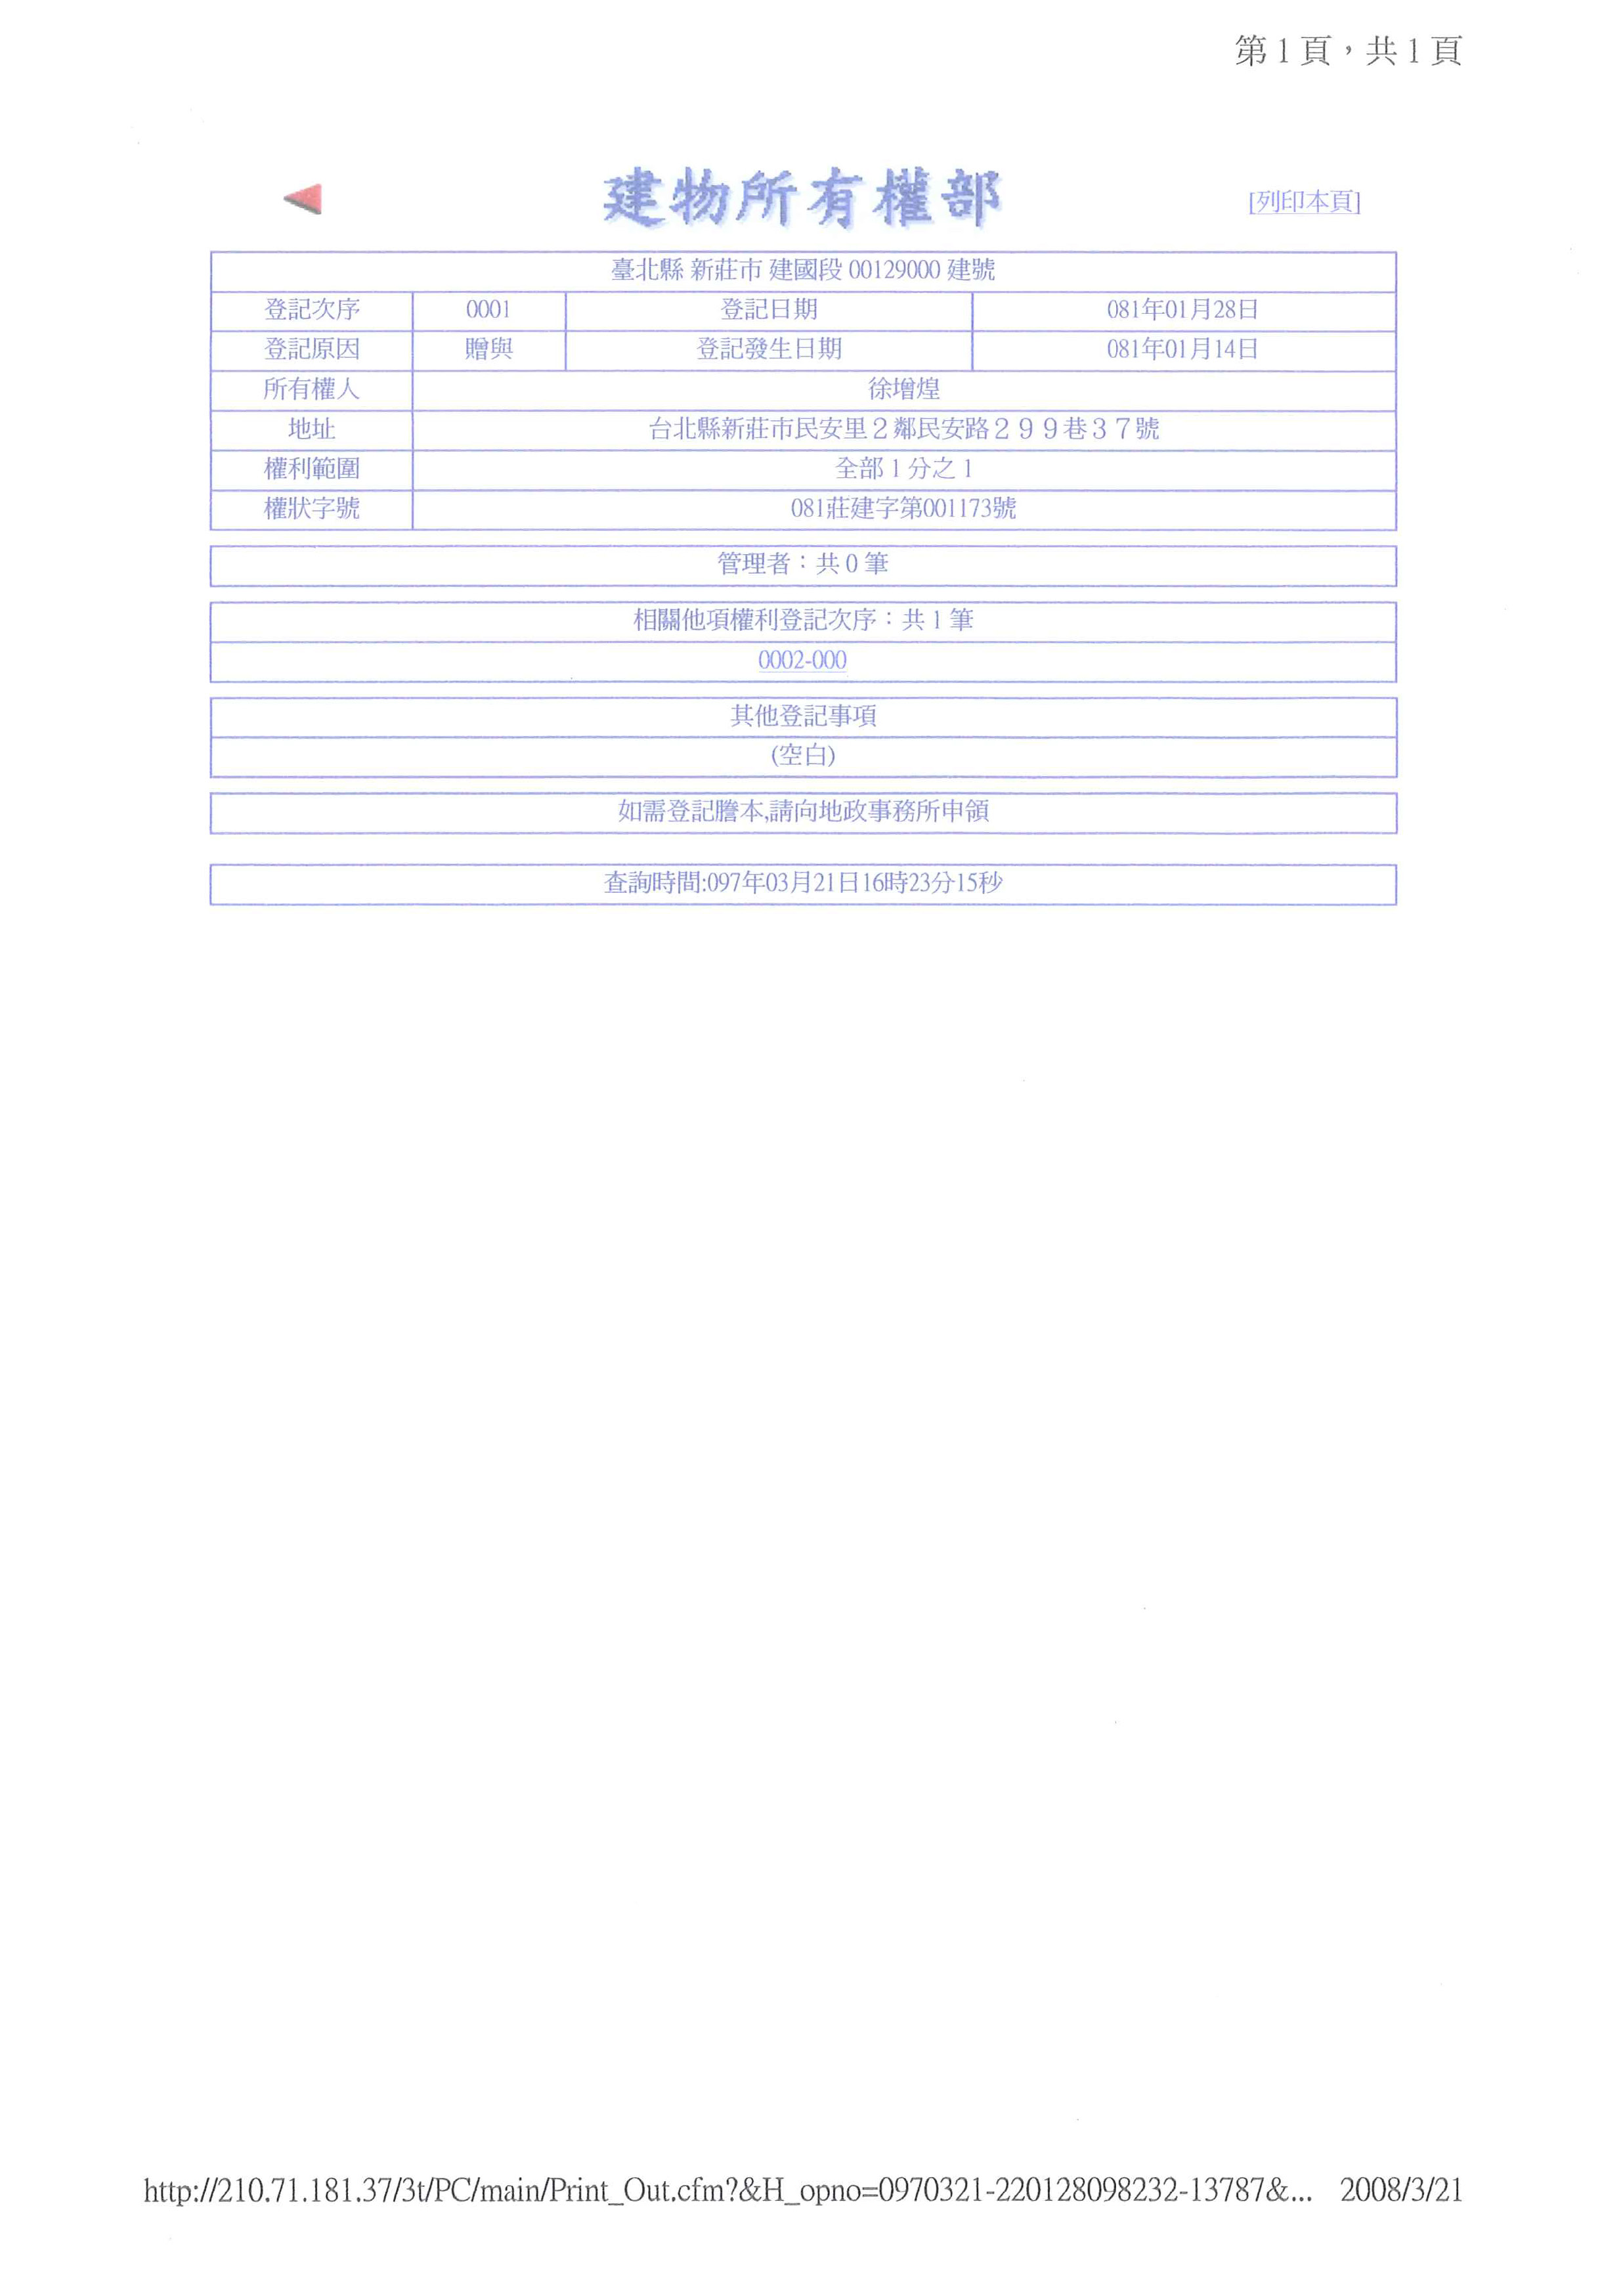 第1頁，共1頁
建物所有權部
[列印本頁]
臺北縣 新莊市 建國段 00129000 建號
登記次序 0001 登記日期 081年01月28日
登記原因 贈與 登記發生日期 081年01月14日
所有權人 徐增煌
地址 台北縣新莊市民安里２鄰民安路２９９巷３７號
權利範圍 全部 1 分之 1
權狀字號 081莊建字第001173號
管理者：共 0 筆
相關他項權利登記次序：共 1 筆
0002-000
其他登記事項
(空白)
如需登記謄本,請向地政事務所申領
查詢時間:097年03月21日16時23分15秒
http://210.71.181.37/3t/PC/main/Print_Out.cfm?&H_opno=0970321-220128098232-13787&... 2008/3/21